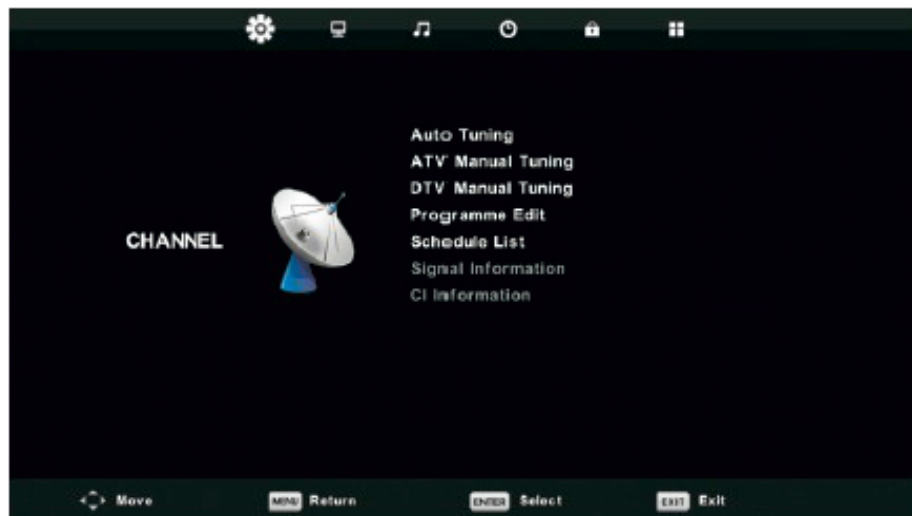 Auto Tuning
ATV Manual Tuning
DTV Manual Tuning
Programme Edit
CHANNEL
Schedule List
Signal Information
CI Information
Move
MENU Return
ENTER Select
EXIT Exit